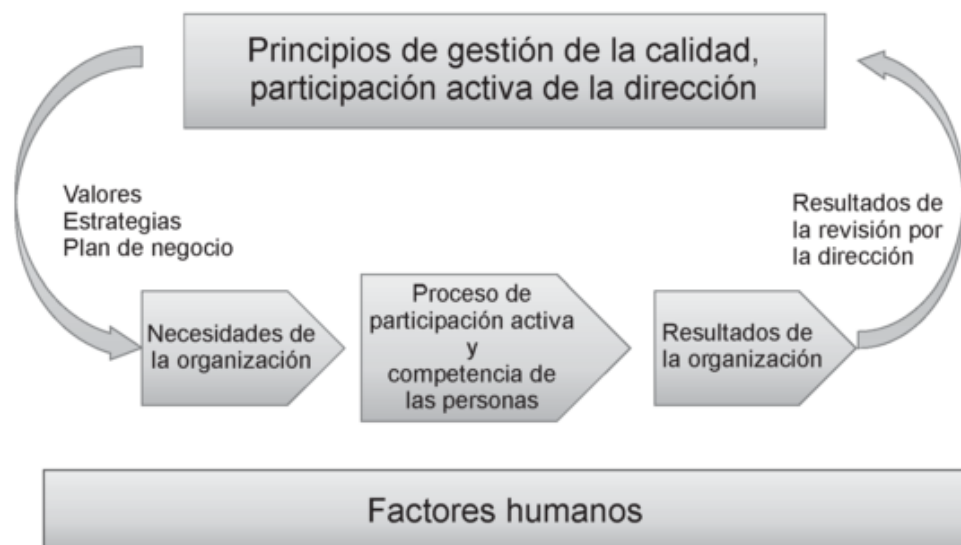 Principios de gestión de la calidad,
participación activa de la dirección
Valores
Estrategias
Plan de negocio
Resultados de
la revisión por
la dirección
Necesidades de
la organización
Proceso de
participación activa
y
competencia de
las personas
Resultados de
la organización
Factores humanos